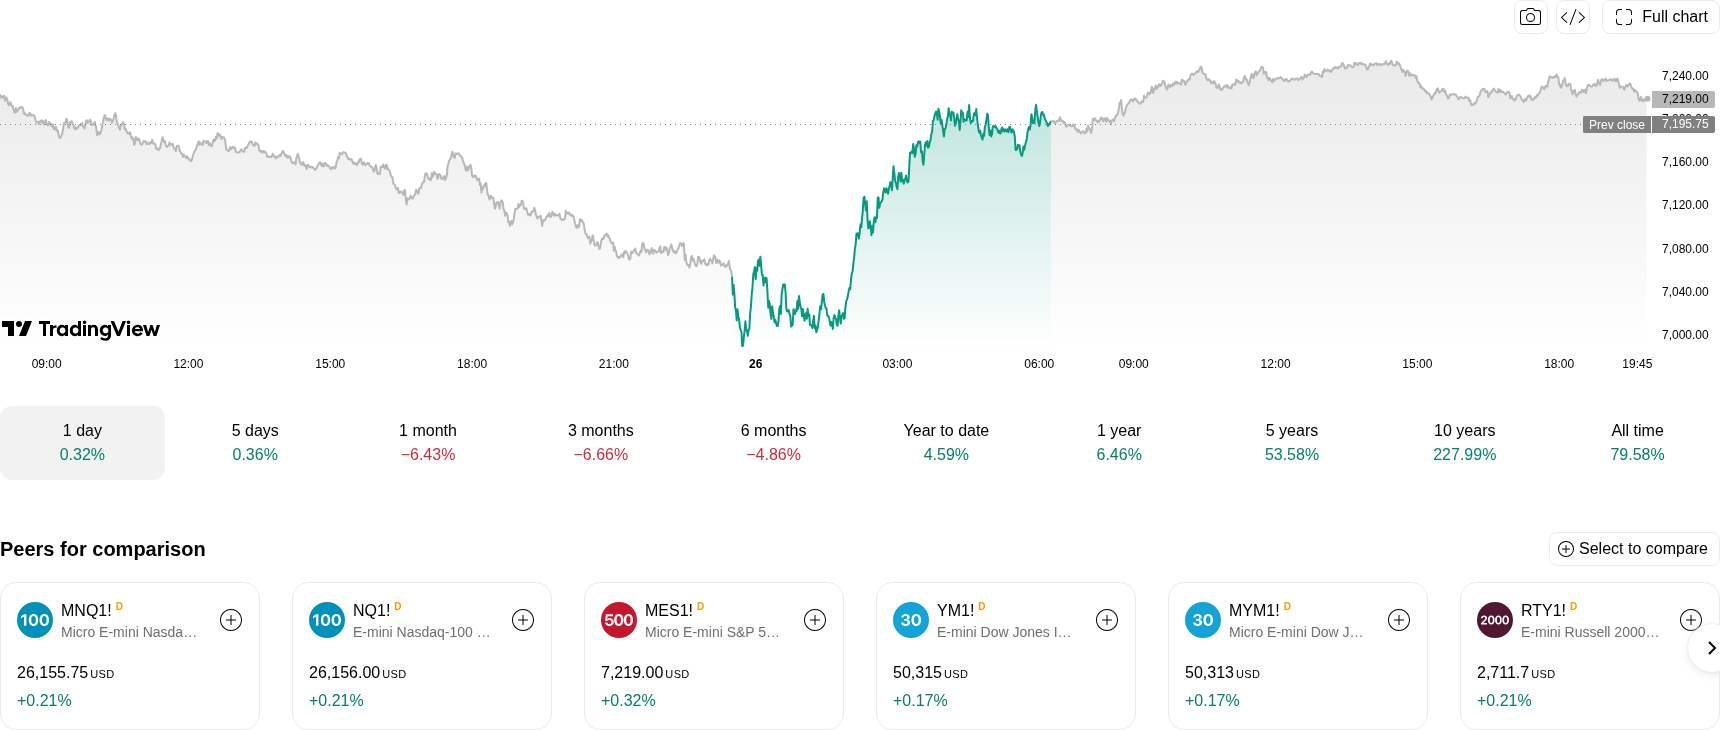 Full chart
7,240.00
7,219.00
Prev close 7,195.75
7,160.00
7,120.00
7,080.00
7,040.00
7,000.00
TradingView
09:00 12:00 15:00 18:00 21:00 26 03:00 06:00 09:00 12:00 15:00 18:00 19:45
1 day 5 days 1 month 3 months 6 months Year to date 1 year 5 years 10 years All time
0.32% 0.36% −6.43% −6.66% −4.86% 4.59% 6.46% 53.58% 227.99% 79.58%
Peers for comparison
Select to compare
100 MNQ1! D
Micro E-mini Nasda…
26,155.75 USD
+0.21%
100 NQ1! D
E-mini Nasdaq-100 …
26,156.00 USD
+0.21%
500 MES1! D
Micro E-mini S&P 5…
7,219.00 USD
+0.32%
30 YM1! D
E-mini Dow Jones I…
50,315 USD
+0.17%
30 MYM1! D
Micro E-mini Dow J…
50,313 USD
+0.17%
2000 RTY1! D
E-mini Russell 2000…
2,711.7 USD
+0.21%